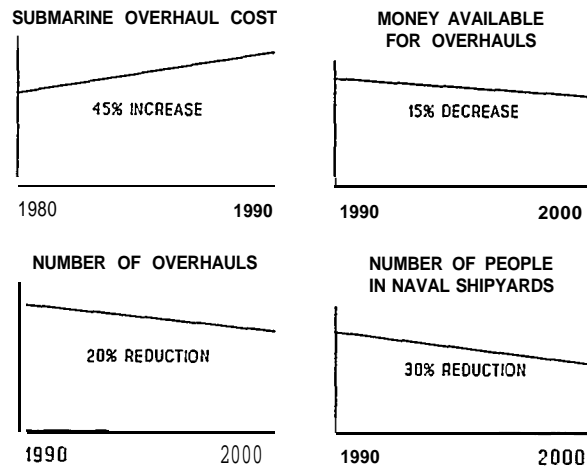 SUBMARINE OVERHAUL COST
45% INCREASE
1980 1990
MONEY AVAILABLE
FOR OVERHAULS
15% DECREASE
1990 2000
NUMBER OF OVERHAULS
20% REDUCTION
1990 2000
NUMBER OF PEOPLE
IN NAVAL SHIPYARDS
30% REDUCTION
1990 2000